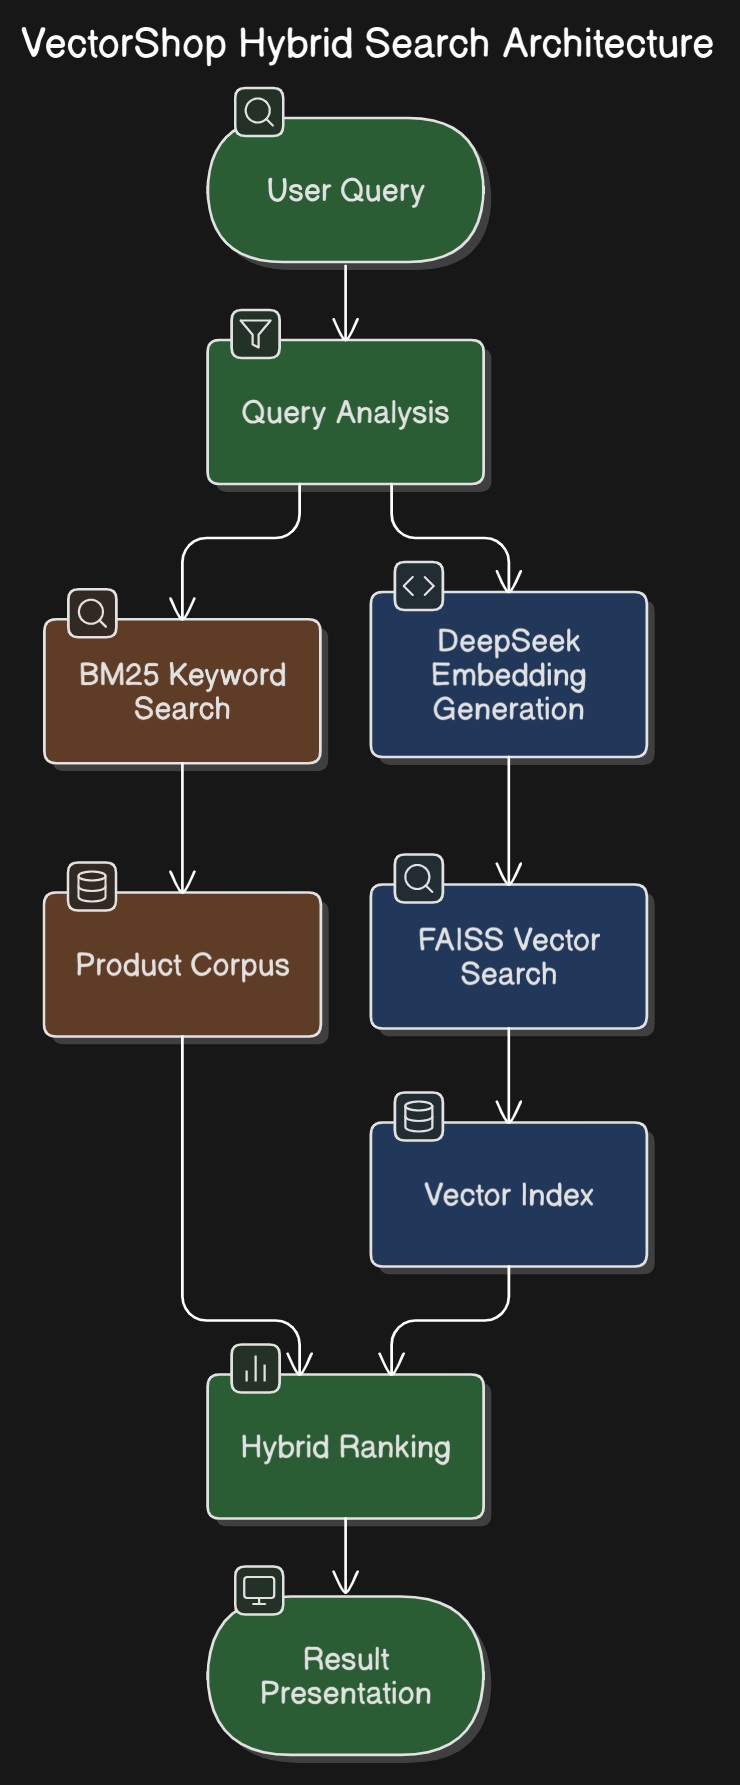 VectorShop Hybrid Search Architecture
User Query
Query Analysis
BM25 Keyword
Search
DeepSeek
Embedding
Generation
Product Corpus
FAISS Vector
Search
Vector Index
Hybrid Ranking
Result
Presentation